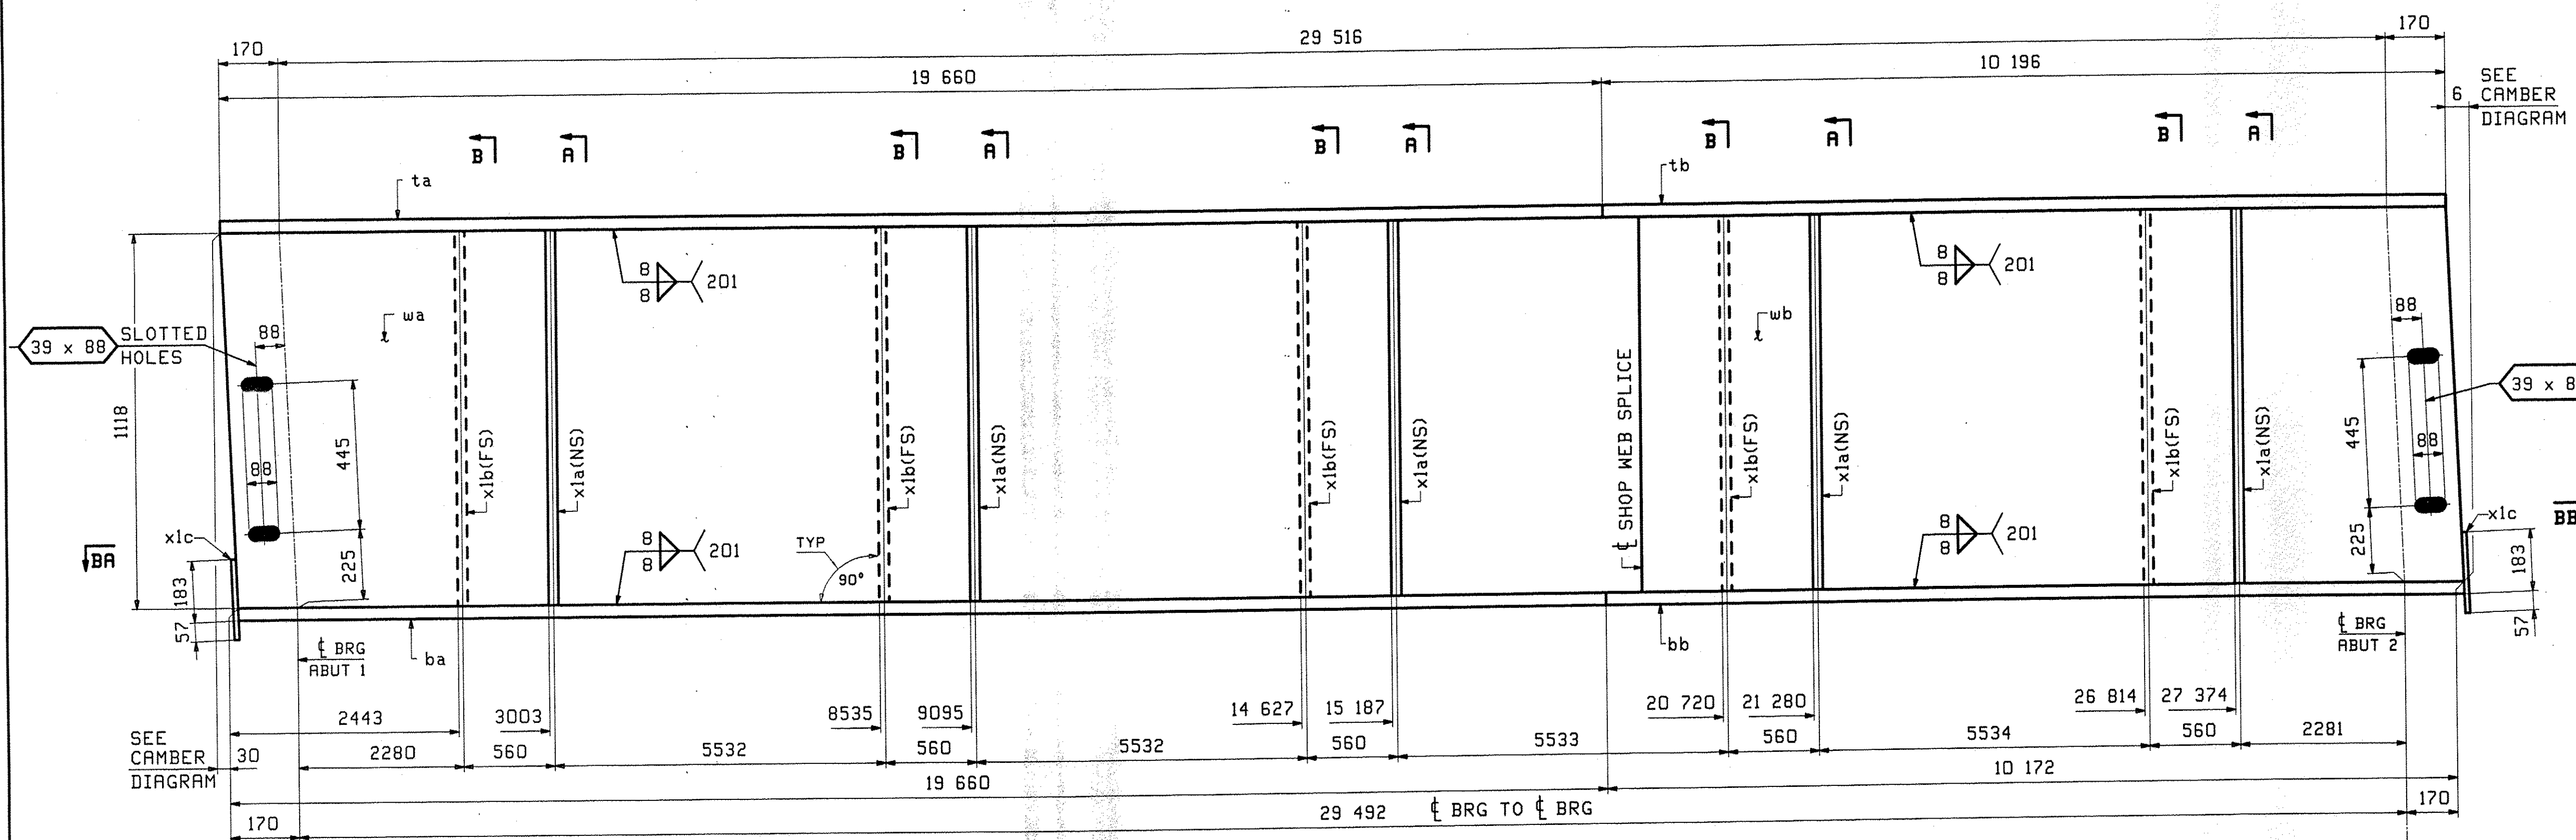 170
29 516
170
19 660
10 196
6
SEE
CAMBER
DIAGRAM
B
A
B
A
B
A
B
A
B
A
ta
tb
8
8
201
8
8
201
wa
wb
39 x 88
SLOTTED
HOLES
88
88
39 x 8
1118
445
88
225
183
57
x1c
BA
x1b(FS)
x1a(NS)
x1b(FS)
x1a(NS)
x1b(FS)
x1a(NS)
℄ SHOP WEB SPLICE
x1b(FS)
x1a(NS)
x1b(FS)
x1a(NS)
445
88
225
183
57
x1c
BB
8
8
201
TYP
90°
8
8
201
℄ BRG
ABUT 1
ba
bb
℄ BRG
ABUT 2
2443
3003
8535
9095
14 627
15 187
20 720
21 280
26 814
27 374
SEE
CAMBER
DIAGRAM
30
2280
560
5532
560
5532
560
5533
560
5534
560
2281
19 660
10 172
170
29 492 ℄ BRG TO ℄ BRG
170